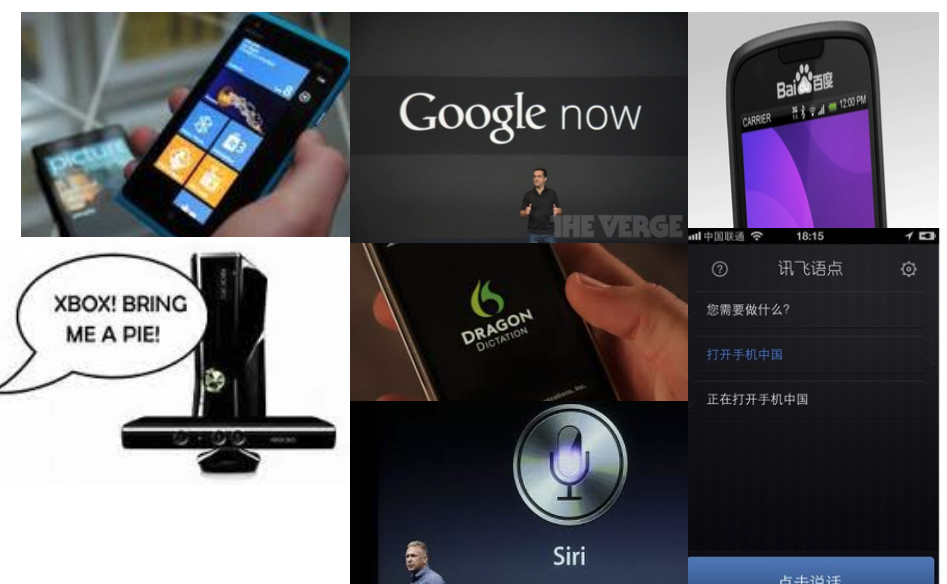 Google now
THE VERGE
Bai百度
CARRIER
12:00 PM
XBOX! BRING
ME A PIE!
DRAGON
DICTATION
Siri
中国联通
18:15
讯飞语点
您需要做什么?
打开手机中国
正在打开手机中国
点击说话